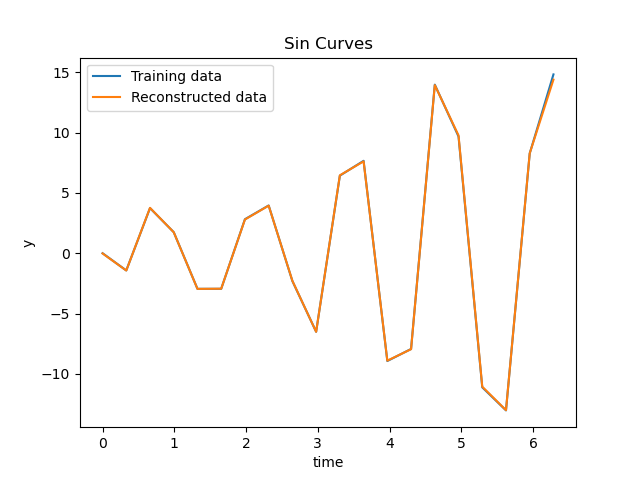 Sin Curves
Training data
Reconstructed data
15
10
5
0
−5
−10
y
0 1 2 3 4 5 6
time